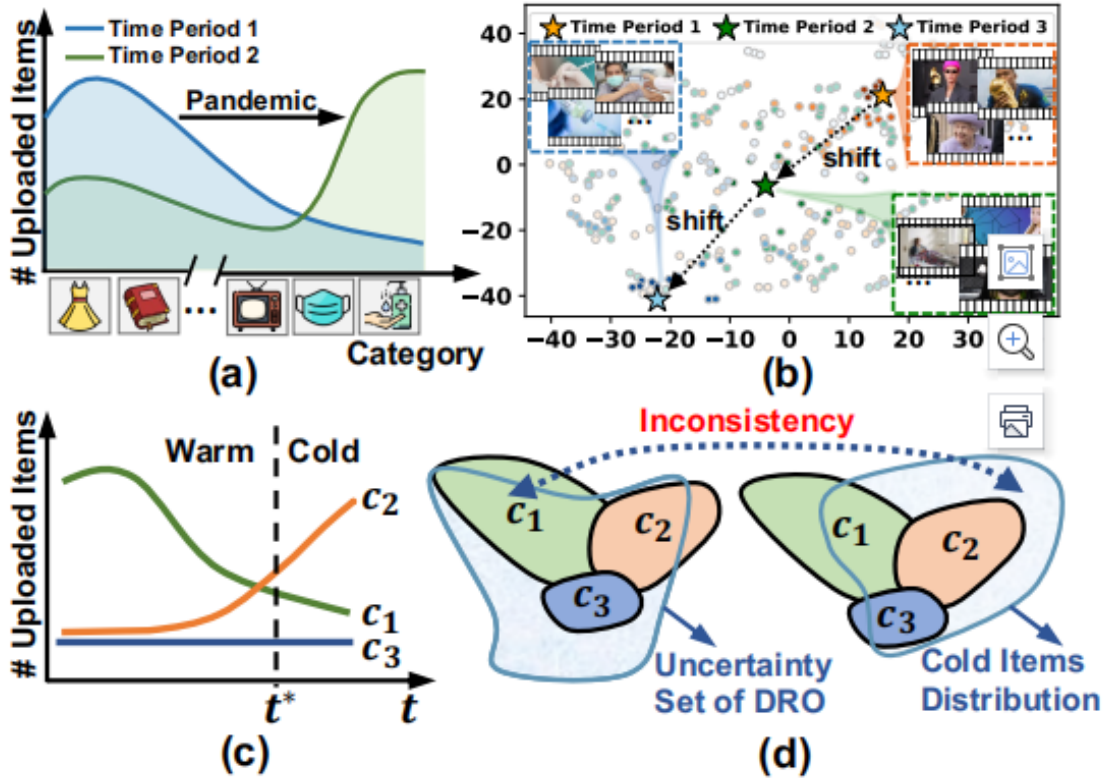 Time Period 1
Time Period 2
Pandemic
# Uploaded Items
Category
(a)
Time Period 1 Time Period 2 Time Period 3
40
20
0
−20
−40
shift
shift
−40 −30 −20 −10 0 10 20 30
(b)
# Uploaded Items
Warm Cold
c₂
c₁
c₃
t* t
(c)
Inconsistency
c₁ c₂ c₃
c₁ c₂ c₃
Uncertainty
Set of DRO
Cold Items
Distribution
(d)